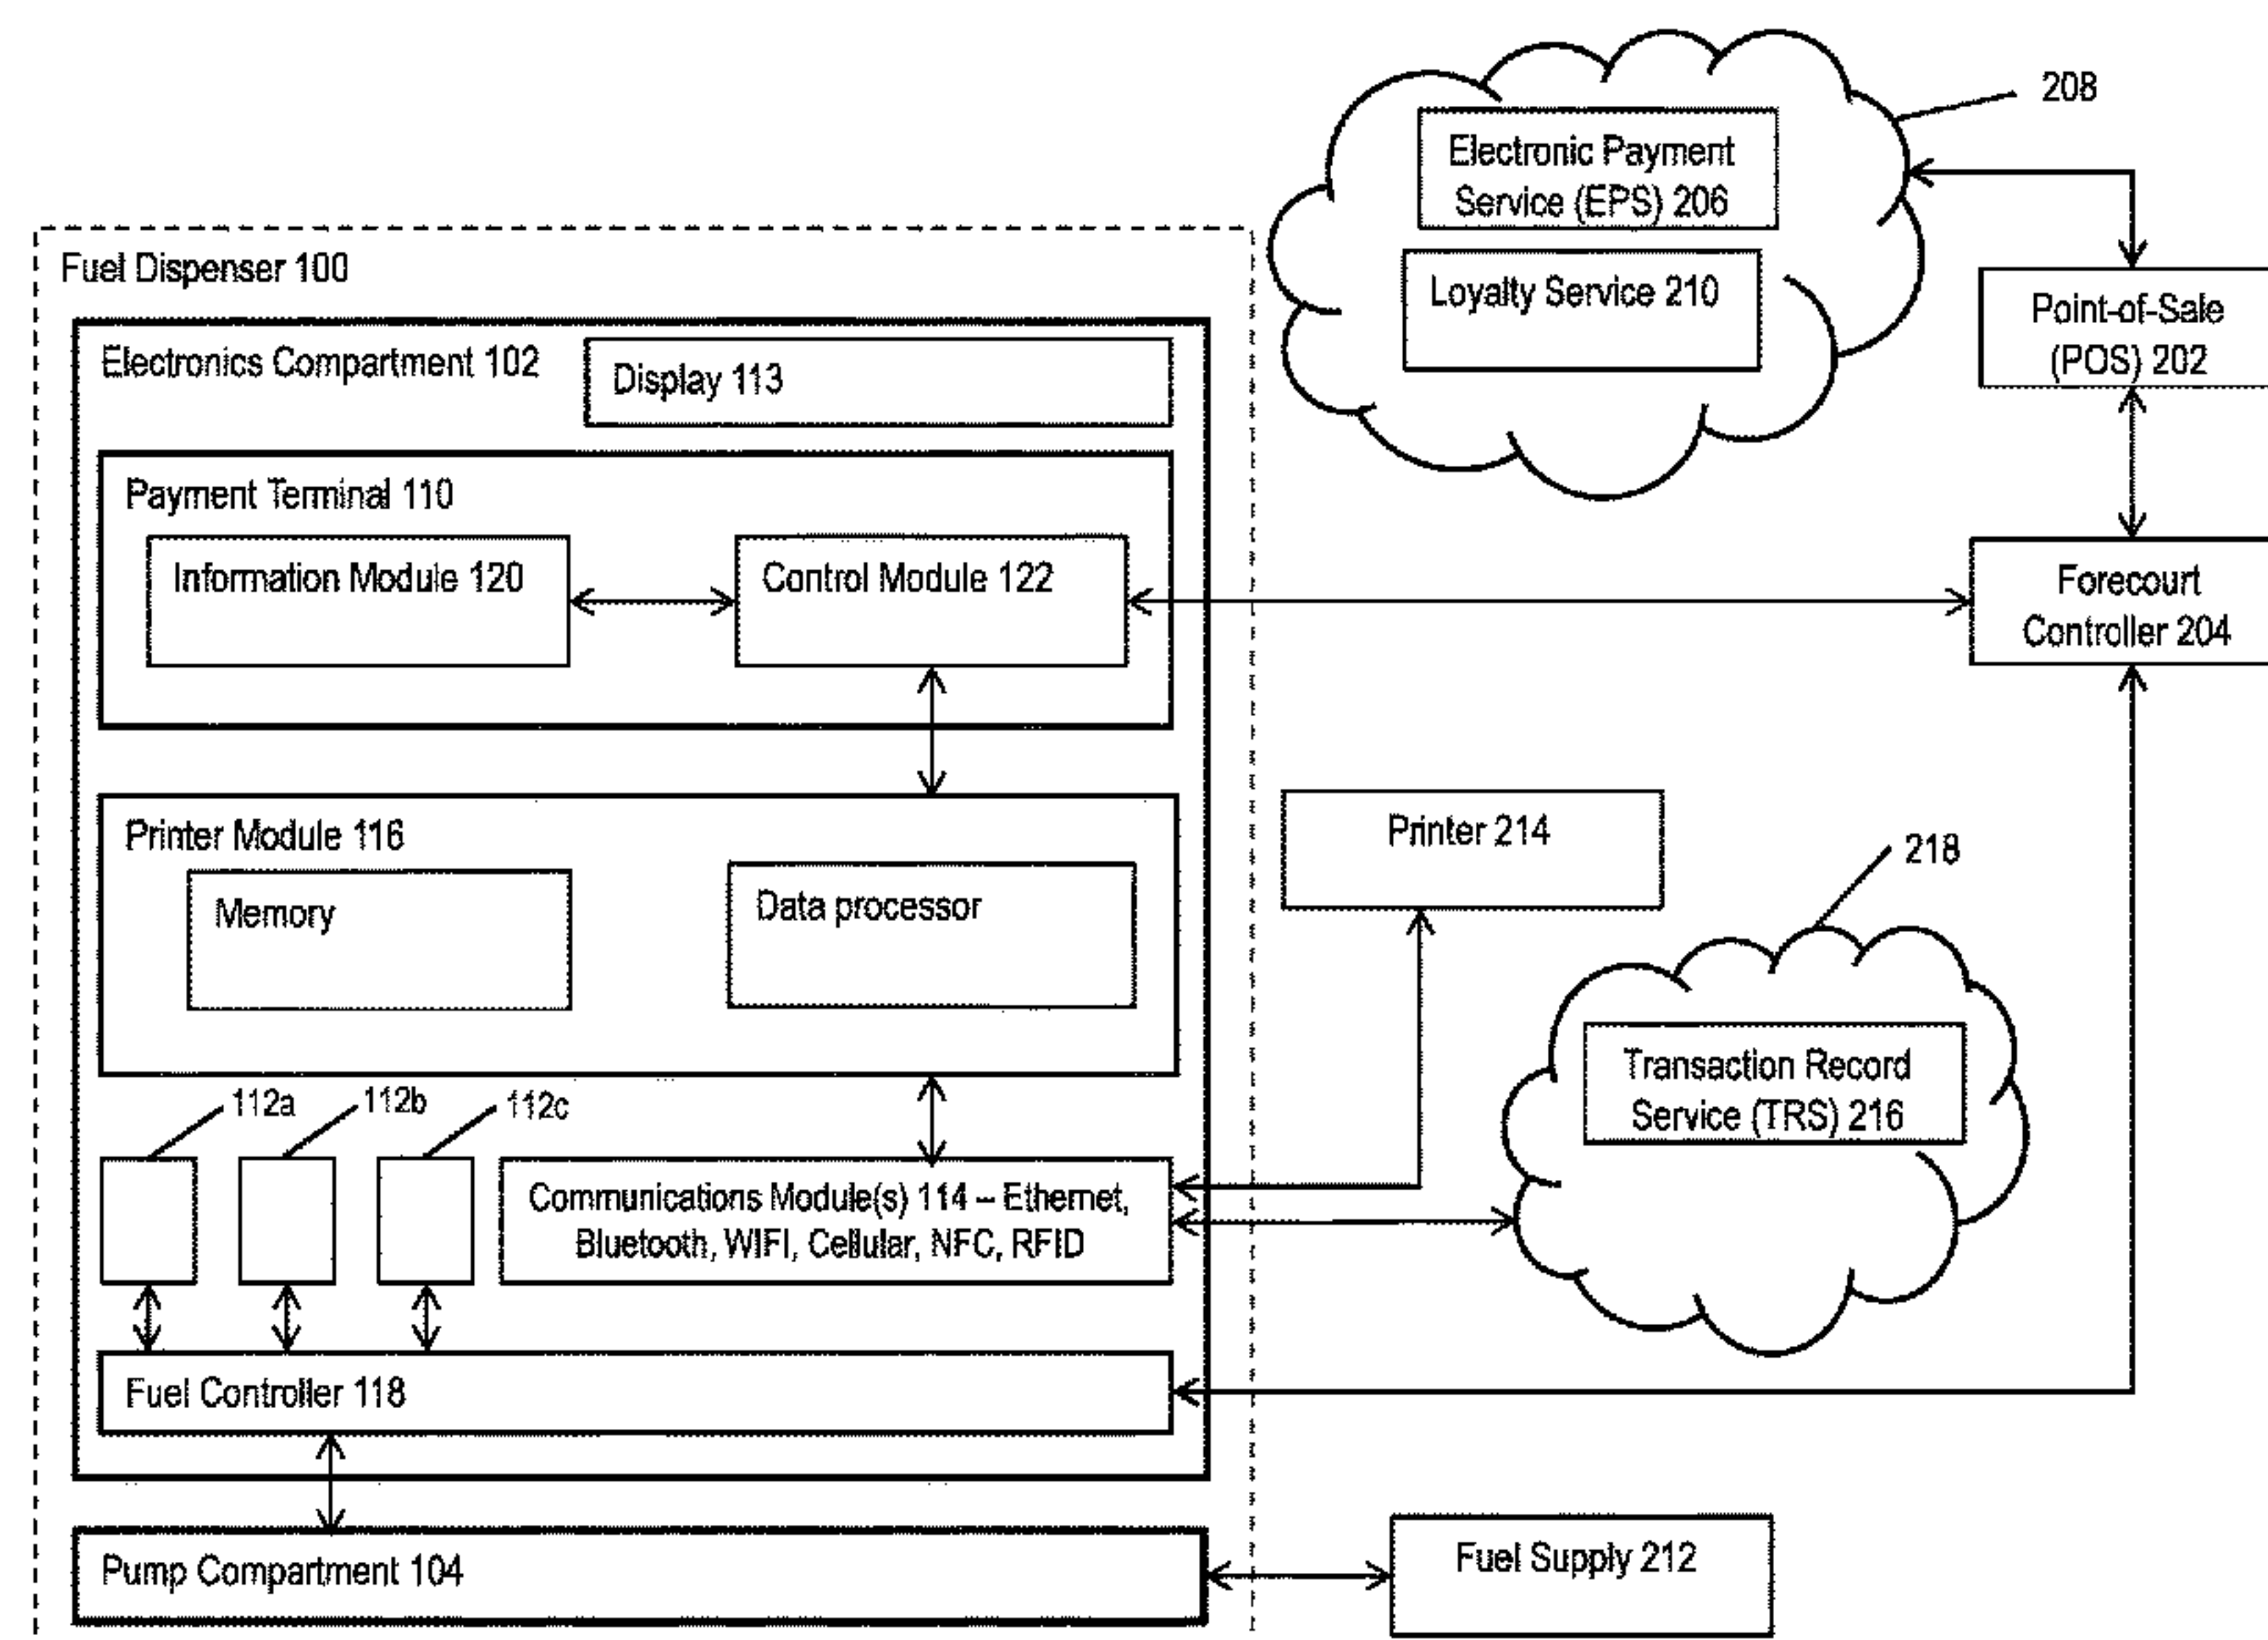 208
Electronic Payment
Service (EPS) 206
Loyalty Service 210
Fuel Dispenser 100
Point-of-Sale
(POS) 202
Electronics Compartment 102
Display 113
Payment Terminal 110
Information Module 120
Control Module 122
Forecourt
Controller 204
Printer Module 116
Memory
Data processor
Printer 214
218
Transaction Record
Service (TRS) 216
112a
112b
112c
Communications Module(s) 114 – Ethernet,
Bluetooth, WIFI, Cellular, NFC, RFID
Fuel Controller 118
Pump Compartment 104
Fuel Supply 212